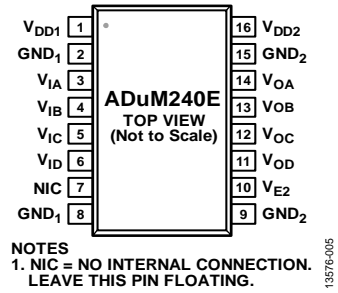 VDD1 1 16 VDD2
GND1 2 15 GND2
VIA 3 14 VOA
VIB 4 13 VOB
VIC 5 12 VOC
VID 6 11 VOD
NIC 7 10 VE2
GND1 8 9 GND2
ADuM240E
TOP VIEW
(Not to Scale)
NOTES
1. NIC = NO INTERNAL CONNECTION.
LEAVE THIS PIN FLOATING.
13576-005